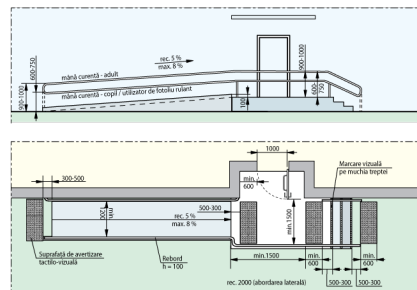 600-750
900-1000
mână curentă - adult
mână curentă - copil / utilizator de fotoliu rulant
rec. 5 %
max. 8 %
100
900-1000
600-
750
1000
Marcare vizuală
pe muchia treptei
300-500
min.
600
min.
1200
rec. 5 %
max. 8 %
500-300
min.1500
Suprafață de avertizare
tactilo-vizuală
Rebord
h = 100
min.1500
min.
600
min.
600
rec. 2000 (abordarea laterală)
500-300
500-300